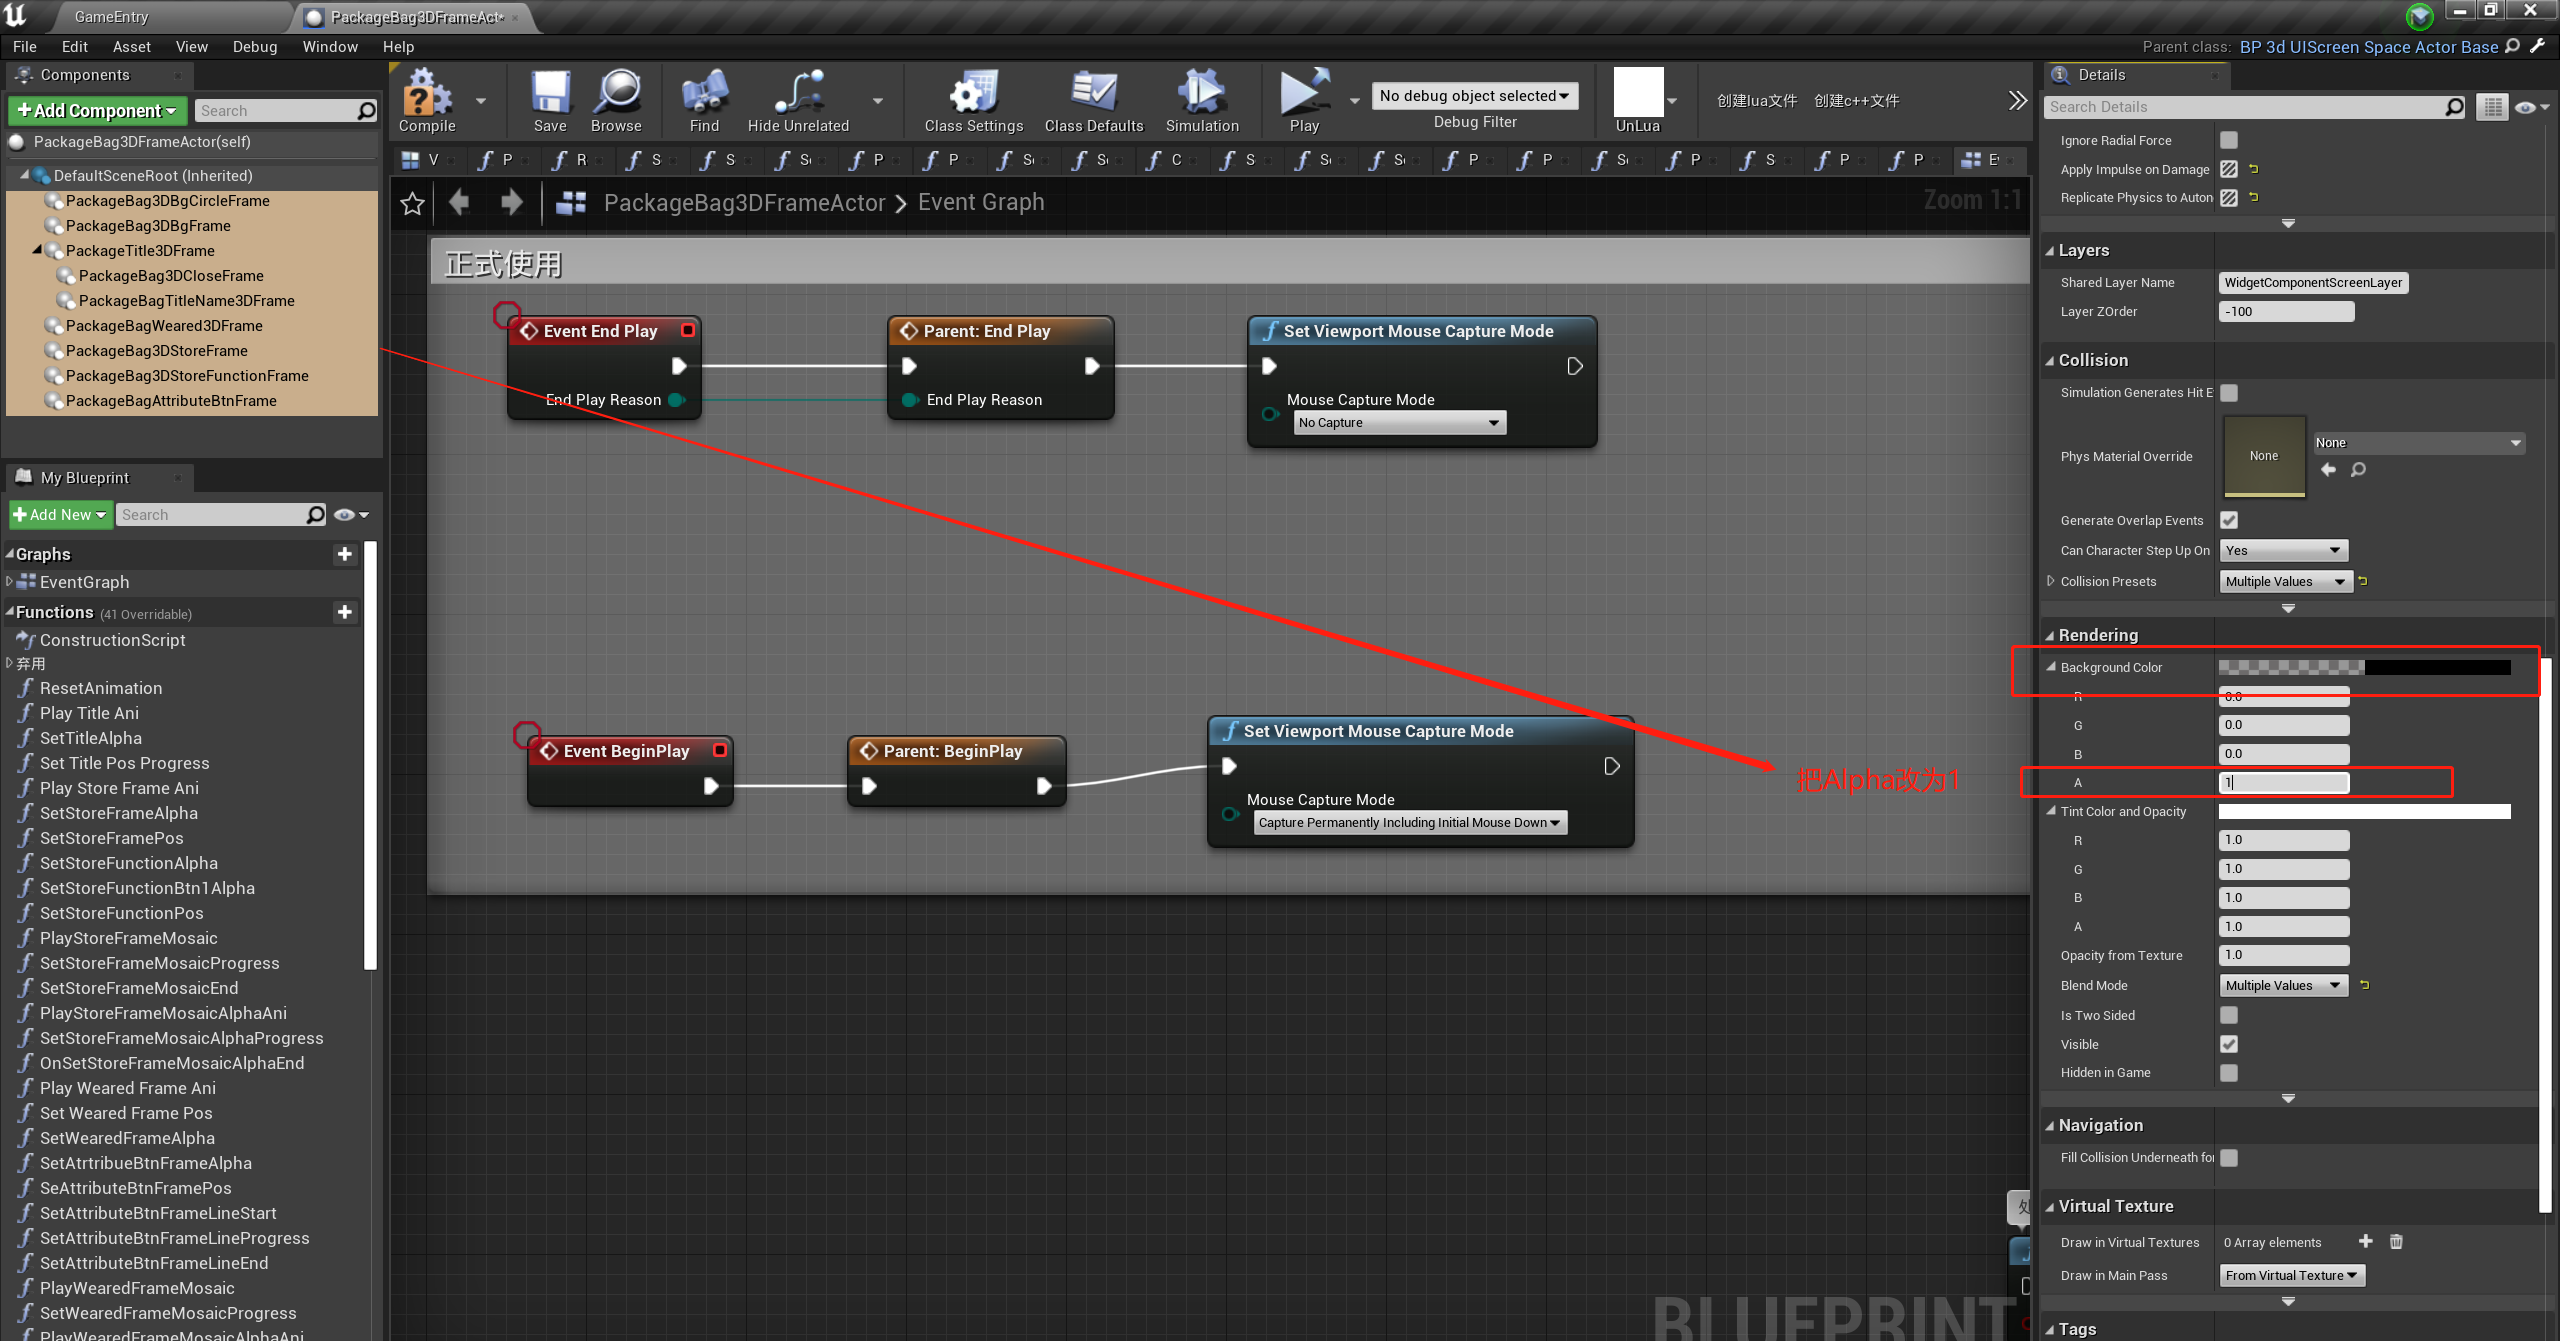 GameEntry
PackageBag3DFrameAct*
File Edit Asset View Debug Window Help
Parent class: BP 3d UIScreen Space Actor Base
Components
+Add Component
Search
PackageBag3DFrameActor(self)
DefaultSceneRoot (Inherited)
PackageBag3DBgCircleFrame
PackageBag3DBgFrame
PackageTitle3DFrame
PackageBag3DCloseFrame
PackageBagTitleName3DFrame
PackageBagWeared3DFrame
PackageBag3DStoreFrame
PackageBag3DStoreFunctionFrame
PackageBagAttributeBtnFrame
My Blueprint
+Add New
Search
Graphs
EventGraph
Functions (41 Overridable)
ConstructionScript
弃用
ResetAnimation
Play Title Ani
SetTitleAlpha
Set Title Pos Progress
Play Store Frame Ani
SetStoreFrameAlpha
SetStoreFramePos
SetStoreFunctionAlpha
SetStoreFunctionBtn1Alpha
SetStoreFunctionPos
PlayStoreFrameMosaic
SetStoreFrameMosaicProgress
SetStoreFrameMosaicEnd
PlayStoreFrameMosaicAlphaAni
SetStoreFrameMosaicAlphaProgress
OnSetStoreFrameMosaicAlphaEnd
Play Weared Frame Ani
Set Weared Frame Pos
SetWearedFrameAlpha
SetAtrtribueBtnFrameAlpha
SeAttributeBtnFramePos
SetAttributeBtnFrameLineStart
SetAttributeBtnFrameLineProgress
SetAttributeBtnFrameLineEnd
PlayWearedFrameMosaic
SetWearedFrameMosaicProgress
PlayWearedFrameMosaicAlphaAni
Compile
Save
Browse
Find
Hide Unrelated
Class Settings
Class Defaults
Simulation
Play
No debug object selected
Debug Filter
UnLua
创建lua文件
创建c++文件
V P R S S S P P S S C S S S P P S P S P P E
PackageBag3DFrameActor > Event Graph
Zoom 1:1
正式使用
Event End Play
End Play Reason
Parent: End Play
End Play Reason
Set Viewport Mouse Capture Mode
Mouse Capture Mode
No Capture
Event BeginPlay
Parent: BeginPlay
Set Viewport Mouse Capture Mode
Mouse Capture Mode
Capture Permanently Including Initial Mouse Down
把Alpha改为1
BLUEPRINT
Details
Search Details
Ignore Radial Force
Apply Impulse on Damage
Replicate Physics to Auton
Layers
Shared Layer Name WidgetComponentScreenLayer
Layer ZOrder -100
Collision
Simulation Generates Hit E
Phys Material Override None None
Generate Overlap Events
Can Character Step Up On Yes
Collision Presets Multiple Values
Rendering
Background Color
R 0.0
G 0.0
B 0.0
A 1
Tint Color and Opacity
R 1.0
G 1.0
B 1.0
A 1.0
Opacity from Texture 1.0
Blend Mode Multiple Values
Is Two Sided
Visible
Hidden in Game
Navigation
Fill Collision Underneath for
Virtual Texture
Draw in Virtual Textures 0 Array elements
Draw in Main Pass From Virtual Texture
Tags